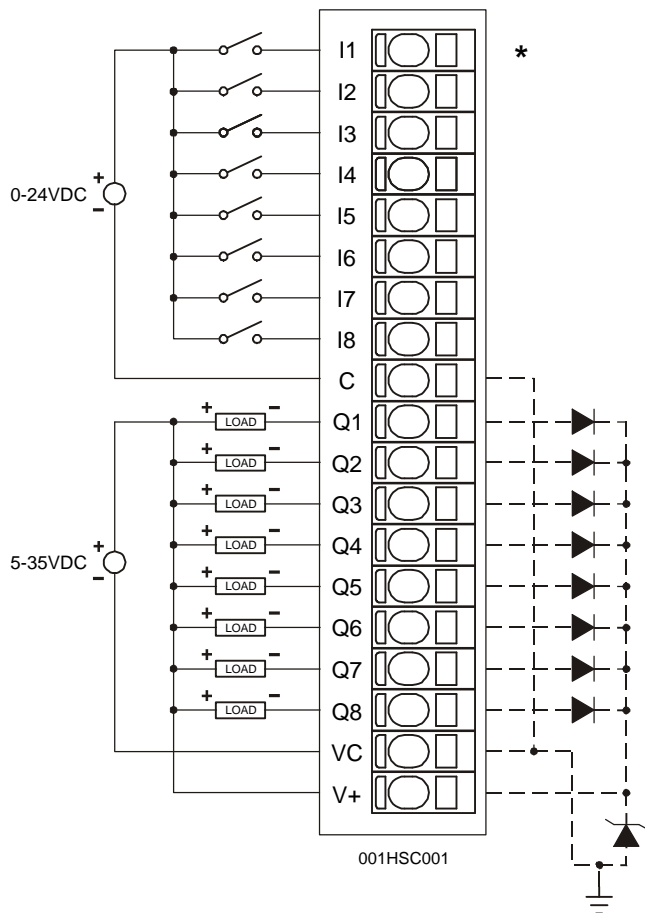 I1 *
I2
I3
I4
0-24VDC + −
I5
I6
I7
I8
C
+ LOAD − Q1
+ LOAD − Q2
+ LOAD − Q3
+ LOAD − Q4
5-35VDC + −
+ LOAD − Q5
+ LOAD − Q6
+ LOAD − Q7
+ LOAD − Q8
VC
V+
001HSC001